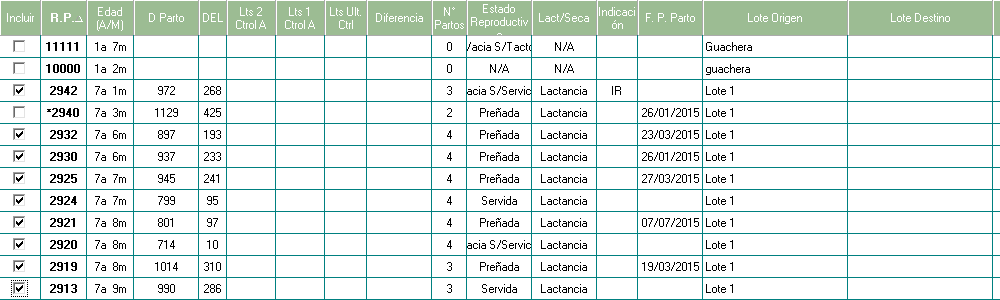 Incluir R.P. Edad (A/M) D Parto DEL Lts 2 Ctrol A Lts 1 Ctrol A Lts Ult. Ctrl Diferencia N° Partos Estado Reproductiv Lact/Seca Indicaci ón F. P. Parto Lote Origen Lote Destino
11111 1a 7m 0 /acia S/Tacto N/A Guachera
10000 1a 2m 0 N/A N/A guachera
2942 7a 1m 972 268 3 acia S/Servic Lactancia IR Lote 1
*2940 7a 3m 1129 425 2 Preñada Lactancia 26/01/2015 Lote 1
2932 7a 6m 897 193 4 Preñada Lactancia 23/03/2015 Lote 1
2930 7a 6m 937 233 4 Preñada Lactancia 26/01/2015 Lote 1
2925 7a 7m 945 241 4 Preñada Lactancia 27/03/2015 Lote 1
2924 7a 7m 799 95 4 Servida Lactancia Lote 1
2921 7a 8m 801 97 4 Preñada Lactancia 07/07/2015 Lote 1
2920 7a 8m 714 10 4 acia S/Servic Lactancia Lote 1
2919 7a 8m 1014 310 3 Preñada Lactancia 19/03/2015 Lote 1
2913 7a 9m 990 286 3 Servida Lactancia Lote 1